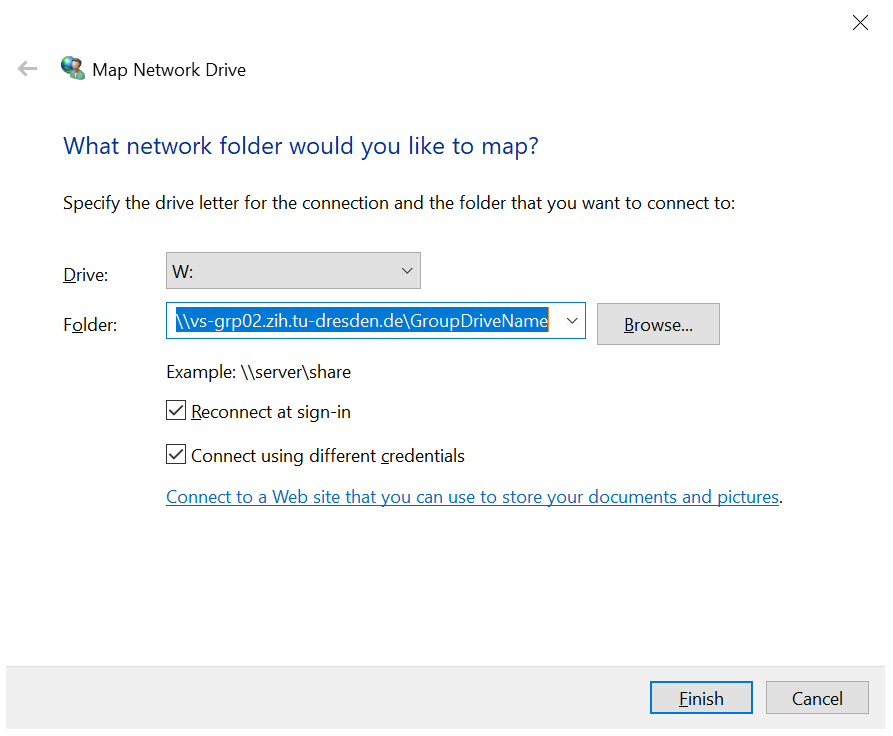 Map Network Drive
What network folder would you like to map?
Specify the drive letter for the connection and the folder that you want to connect to:
Drive: W:
Folder: \\vs-grp02.zih.tu-dresden.de\GroupDriveName Browse...
Example: \\server\share
Reconnect at sign-in
Connect using different credentials
Connect to a Web site that you can use to store your documents and pictures.
Finish Cancel